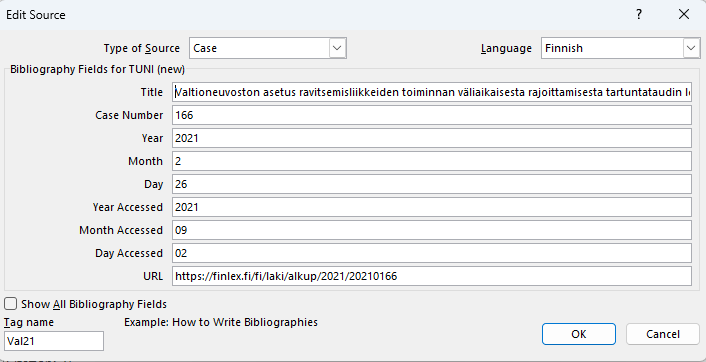 Edit Source
? ×
Type of Source Case Language Finnish
Bibliography Fields for TUNI (new)
Title Valtioneuvoston asetus ravitsemisliikkeiden toiminnan väliaikaisesta rajoittamisesta tartuntataudin l
Case Number 166
Year 2021
Month 2
Day 26
Year Accessed 2021
Month Accessed 09
Day Accessed 02
URL https://finlex.fi/fi/laki/alkup/2021/20210166
Show All Bibliography Fields
Tag name Example: How to Write Bibliographies
Val21 OK Cancel